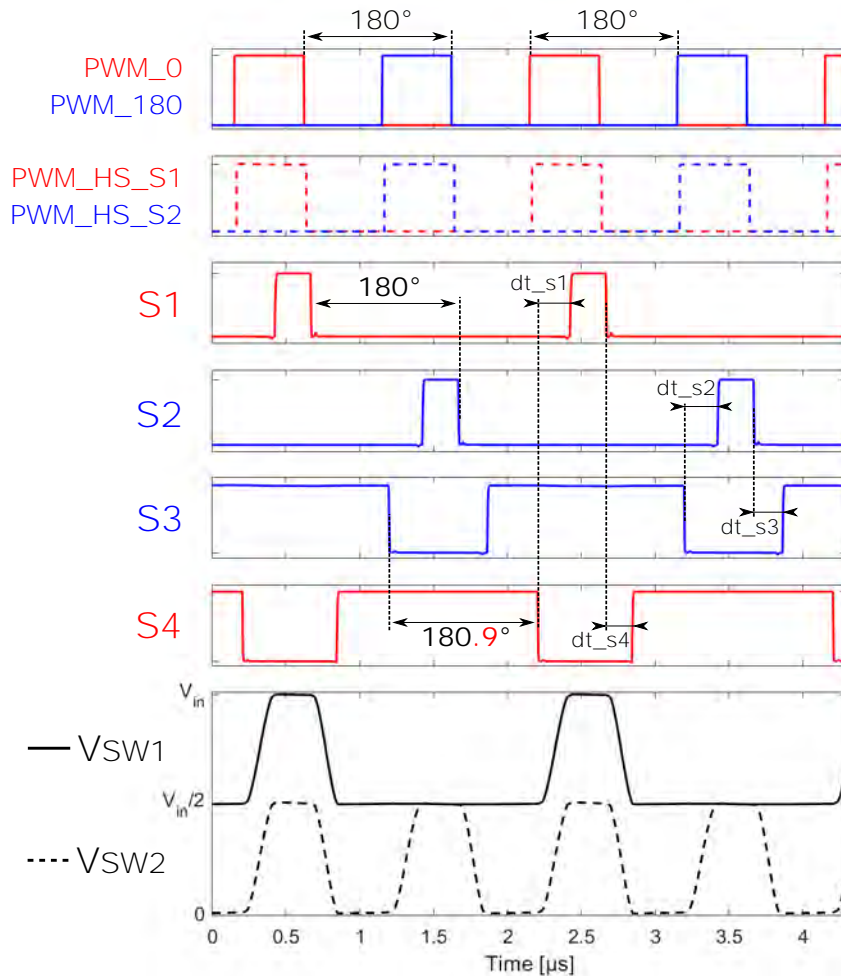 180° 180°
PWM_0
PWM_180
PWM_HS_S1
PWM_HS_S2
S1 180° dt_s1
S2 dt_s2
S3 dt_s3
S4 180.9° dt_s4
Vin
VSW1
Vin/2
VSW2
0
0 0.5 1 1.5 2 2.5 3 3.5 4
Time [µs]